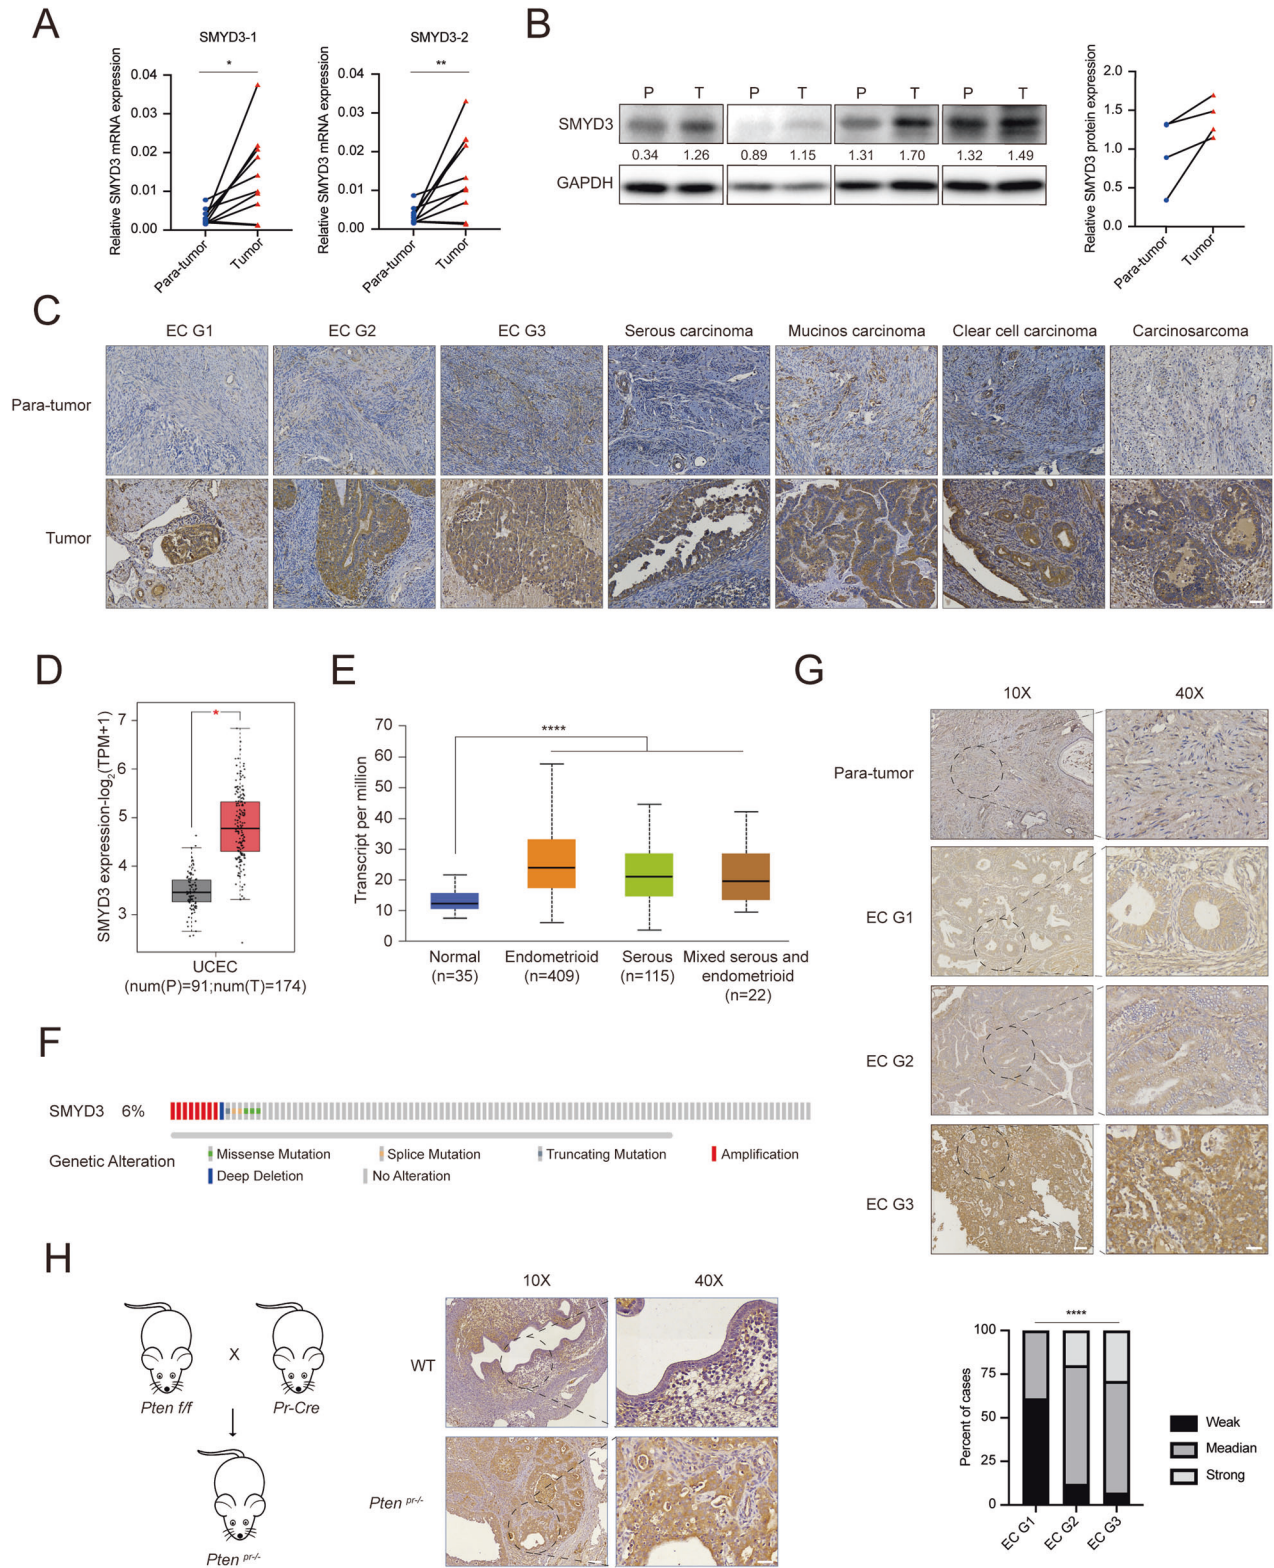 A
SMYD3-1
SMYD3-2
*
**
Relative SMYD3 mRNA expression
0.04
0.03
0.02
0.01
0.00
Para-tumor
Tumor
Relative SMYD3 mRNA expression
0.04
0.03
0.02
0.01
0.00
Para-tumor
Tumor
B
P T P T P T P T
SMYD3
0.34 1.26 0.89 1.15 1.31 1.70 1.32 1.49
GAPDH
Relative SMYD3 protein expression
2.0
1.5
1.0
0.5
0.0
Para-tumor
Tumor
C
EC G1 EC G2 EC G3 Serous carcinoma Mucinos carcinoma Clear cell carcinoma Carcinosarcoma
Para-tumor
Tumor
D
SMYD3 expression-log2(TPM+1)
7
6
5
4
3
*
UCEC
(num(P)=91;num(T)=174)
E
Transcript per million
70
60
50
40
30
20
10
0
****
Normal
(n=35)
Endometrioid
(n=409)
Serous
(n=115)
Mixed serous and
endometrioid
(n=22)
F
SMYD3 6%
Genetic Alteration
Missense Mutation
Splice Mutation
Truncating Mutation
Amplification
Deep Deletion
No Alteration
G
10X 40X
Para-tumor
EC G1
EC G2
EC G3
Percent of cases
100
75
50
25
0
****
EC G1
EC G2
EC G3
Weak
Meadian
Strong
H
Pten f/f
X
Pr-Cre
Pten pr-/-
10X 40X
WT
Pten pr-/-